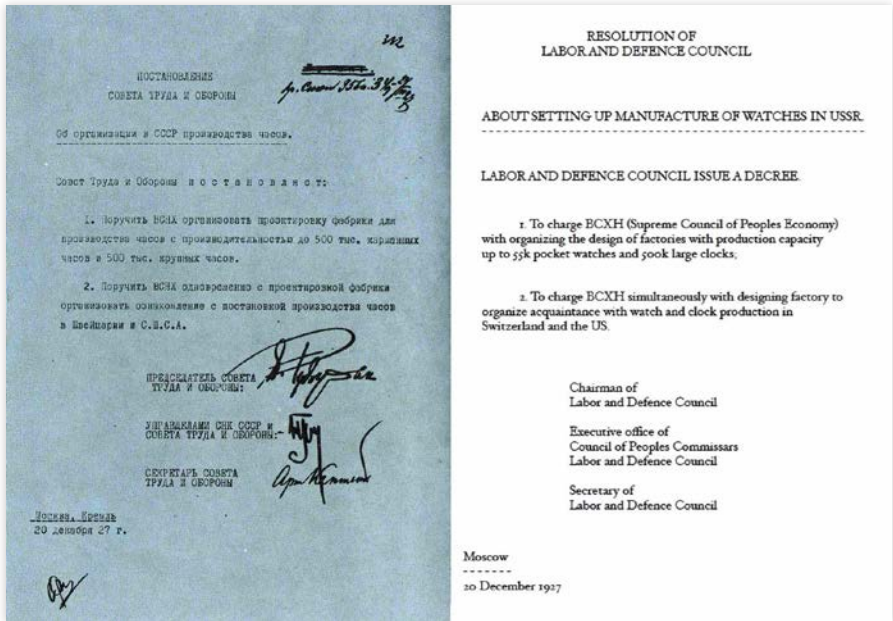 ПОСТАНОВЛЕНИЕ
СОВЕТА ТРУДА И ОБОРОНЫ
Об организации в СССР производства часов.
Совет Труда и Обороны п о с т а н о в л я е т:
1. Поручить ВСНХ организовать проектировку фабрики для
производства часов с производительностью до 500 тыс. карманных
часов и 500 тыс. крупных часов.
2. Поручить ВСНХ одновременно с проектировкой фабрики
организовать ознакомление с постановкой производства часов
в Швейцарии и С.Ш.С.А.
ПРЕДСЕДАТЕЛЬ СОВЕТА
ТРУДА И ОБОРОНЫ:
УПРАВДЕЛАМИ СНК СССР и
СОВЕТА ТРУДА И ОБОРОНЫ:-
СЕКРЕТАРЬ СОВЕТА
ТРУДА И ОБОРОНЫ
Москва, Кремль
20 декабря 27 г.
RESOLUTION OF
LABOR AND DEFENCE COUNCIL
ABOUT SETTING UP MANUFACTURE OF WATCHES IN USSR.
LABOR AND DEFENCE COUNCIL ISSUE A DECREE.
1. To charge BCXH (Supreme Council of Peoples Economy)
with organizing the design of factories with production capacity
up to 55k pocket watches and 500k large clocks;
2. To charge BCXH simultaneously with designing factory to
organize acquaintance with watch and clock production in
Switzerland and the US.
Chairman of
Labor and Defence Council
Executive office of
Council of Peoples Commissars
Labor and Defence Council
Secretary of
Labor and Defence Council
Moscow
20 December 1927